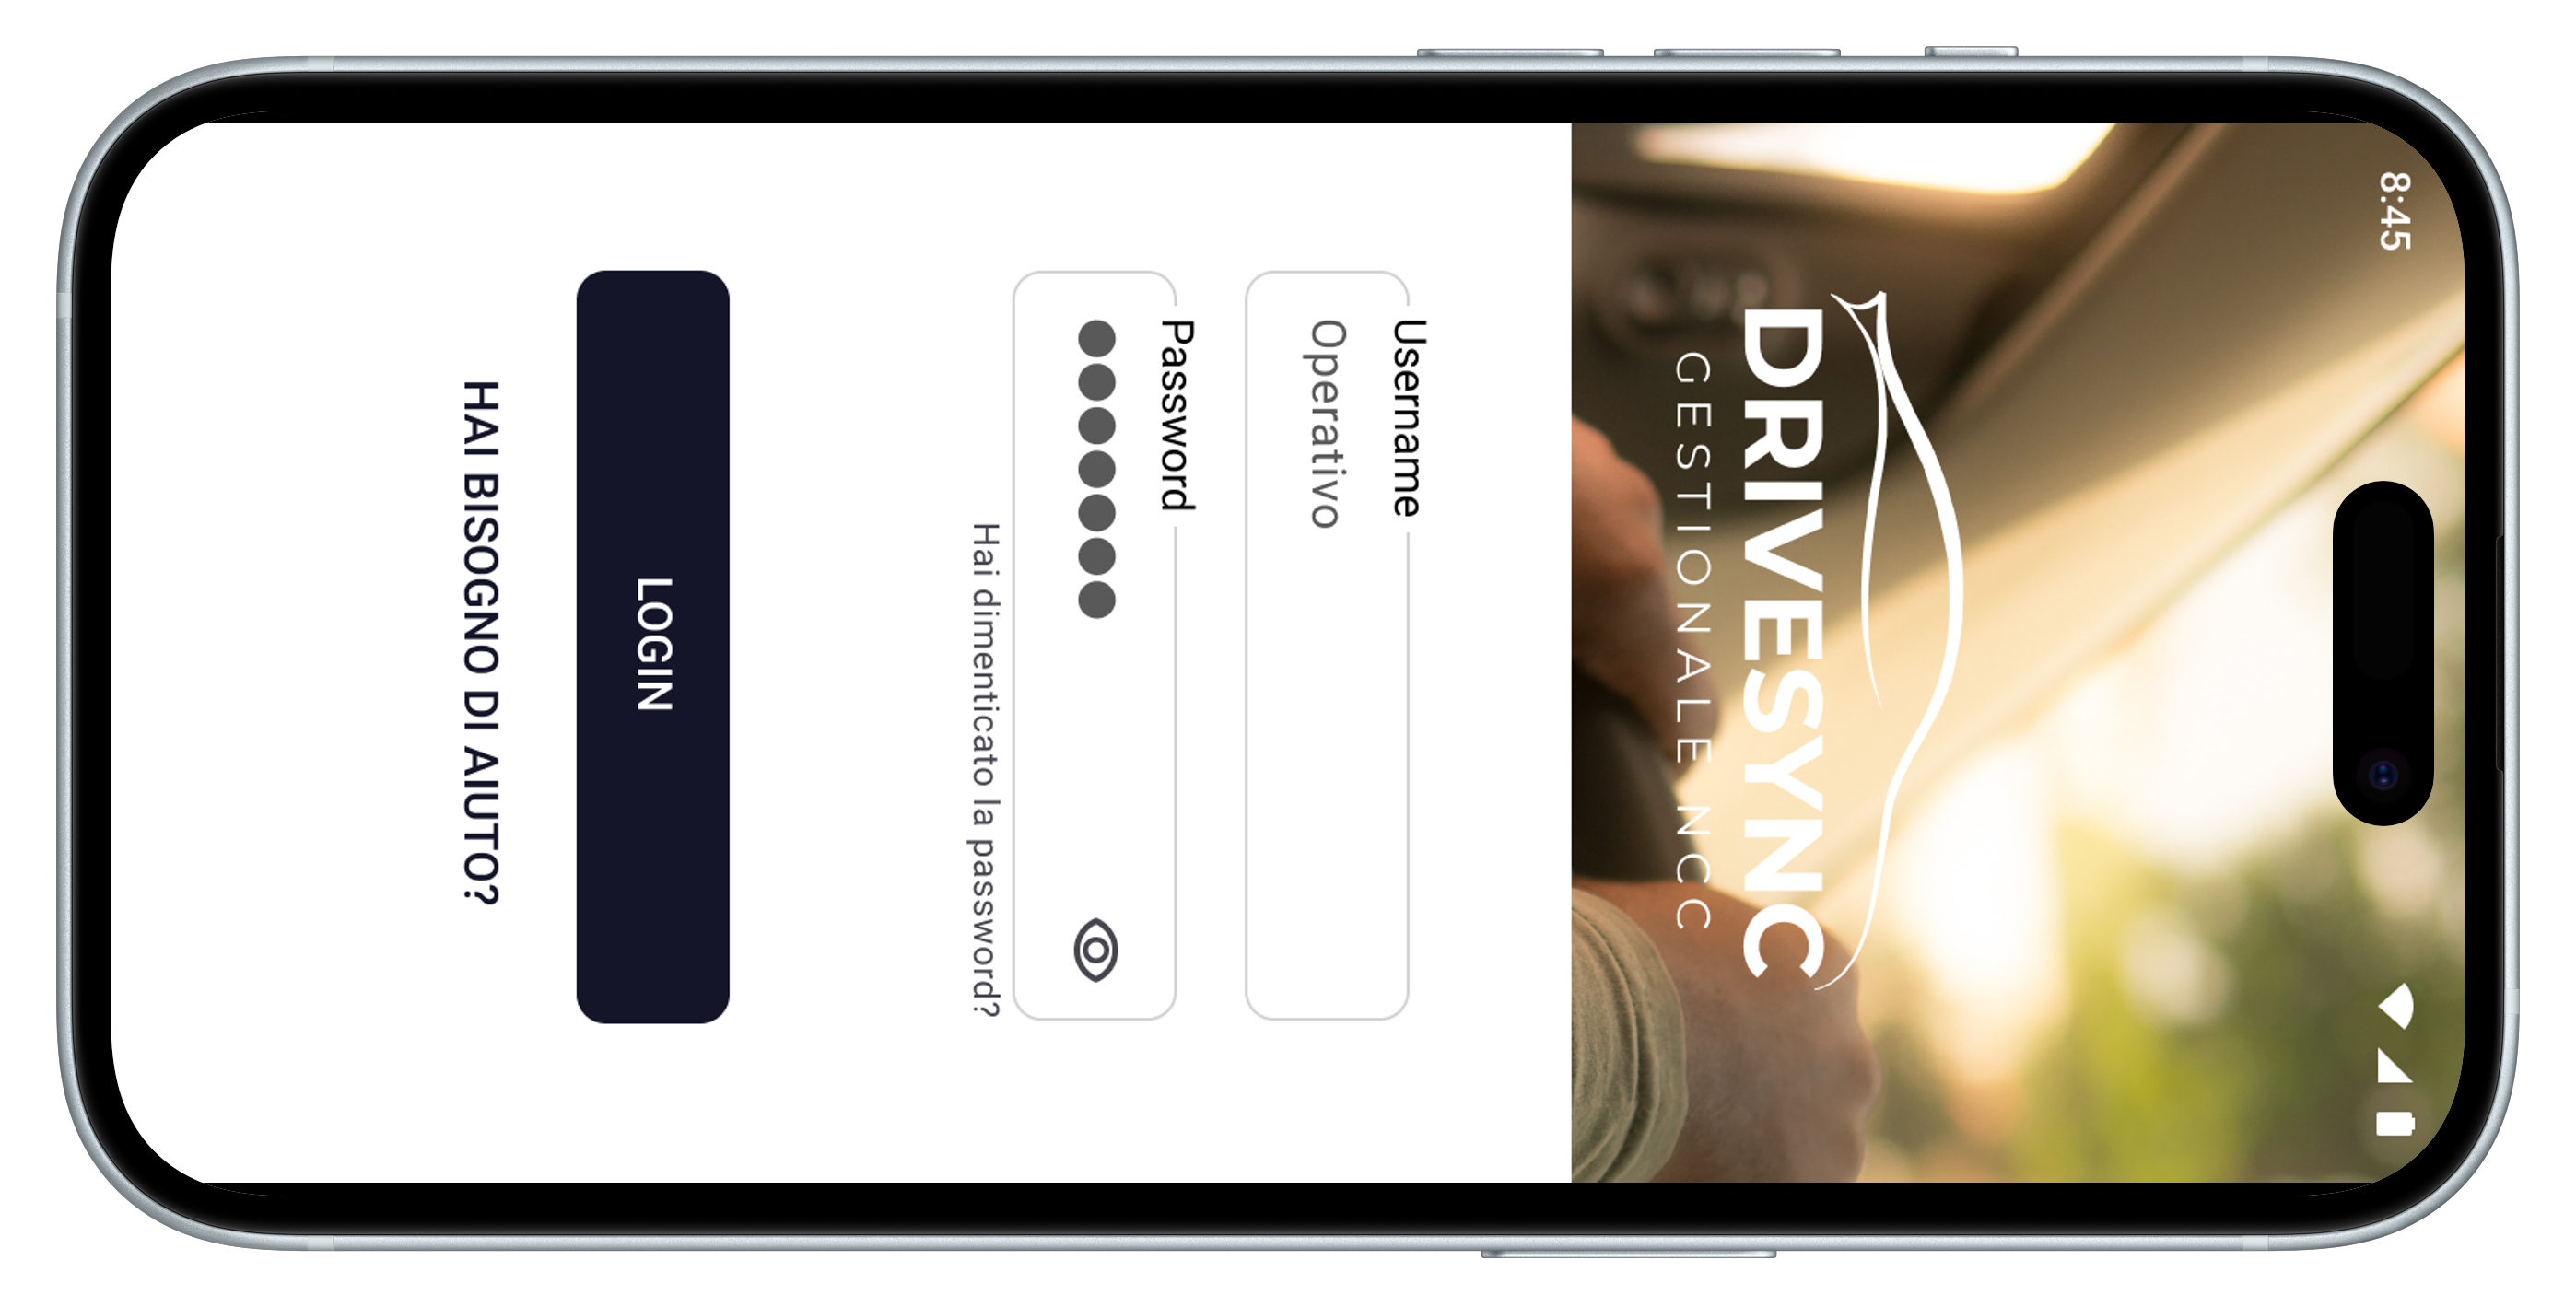 8:45
DRIVESYNC
GESTIONALE NCC
Username
Operativo
Password
Hai dimenticato la password?
LOGIN
HAI BISOGNO DI AIUTO?